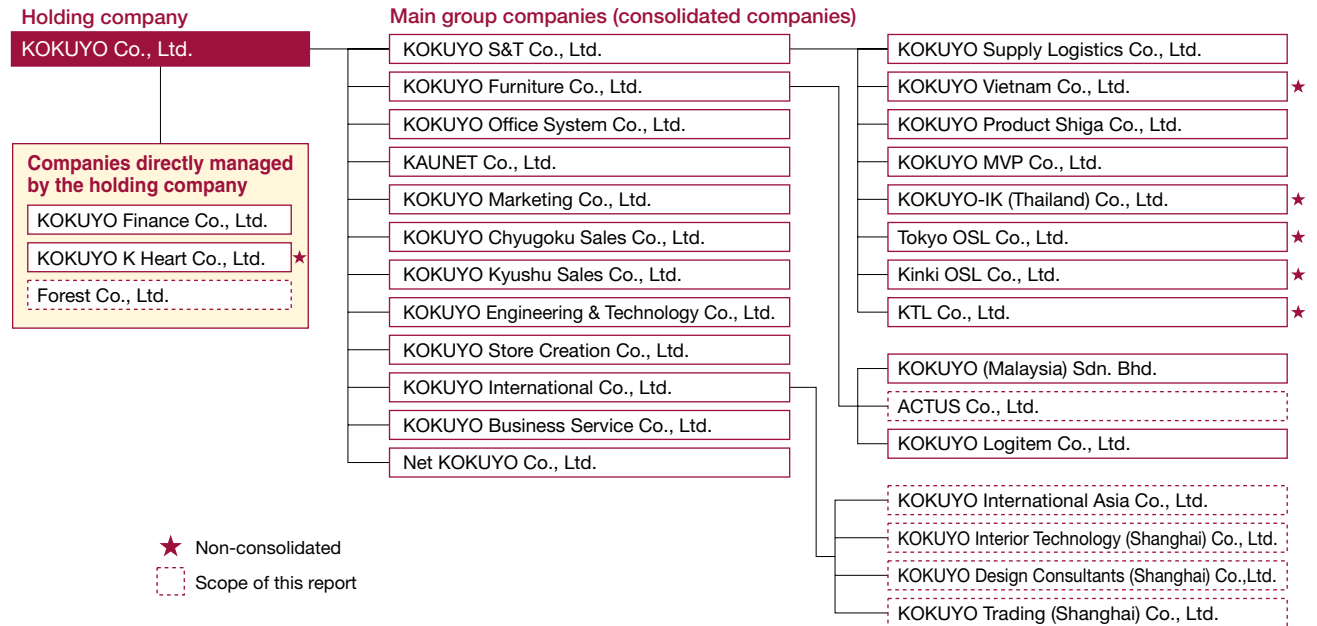 Holding company
KOKUYO Co., Ltd.
Companies directly managed
by the holding company
KOKUYO Finance Co., Ltd.
KOKUYO K Heart Co., Ltd.
Forest Co., Ltd.
Main group companies (consolidated companies)
KOKUYO S&T Co., Ltd.
KOKUYO Furniture Co., Ltd.
KOKUYO Office System Co., Ltd.
KAUNET Co., Ltd.
KOKUYO Marketing Co., Ltd.
KOKUYO Chyugoku Sales Co., Ltd.
KOKUYO Kyushu Sales Co., Ltd.
KOKUYO Engineering & Technology Co., Ltd.
KOKUYO Store Creation Co., Ltd.
KOKUYO International Co., Ltd.
KOKUYO Business Service Co., Ltd.
Net KOKUYO Co., Ltd.
KOKUYO Supply Logistics Co., Ltd.
KOKUYO Vietnam Co., Ltd.
KOKUYO Product Shiga Co., Ltd.
KOKUYO MVP Co., Ltd.
KOKUYO-IK (Thailand) Co., Ltd.
Tokyo OSL Co., Ltd.
Kinki OSL Co., Ltd.
KTL Co., Ltd.
KOKUYO (Malaysia) Sdn. Bhd.
ACTUS Co., Ltd.
KOKUYO Logitem Co., Ltd.
KOKUYO International Asia Co., Ltd.
KOKUYO Interior Technology (Shanghai) Co., Ltd.
KOKUYO Design Consultants (Shanghai) Co.,Ltd.
KOKUYO Trading (Shanghai) Co., Ltd.
★ Non-consolidated
Scope of this report